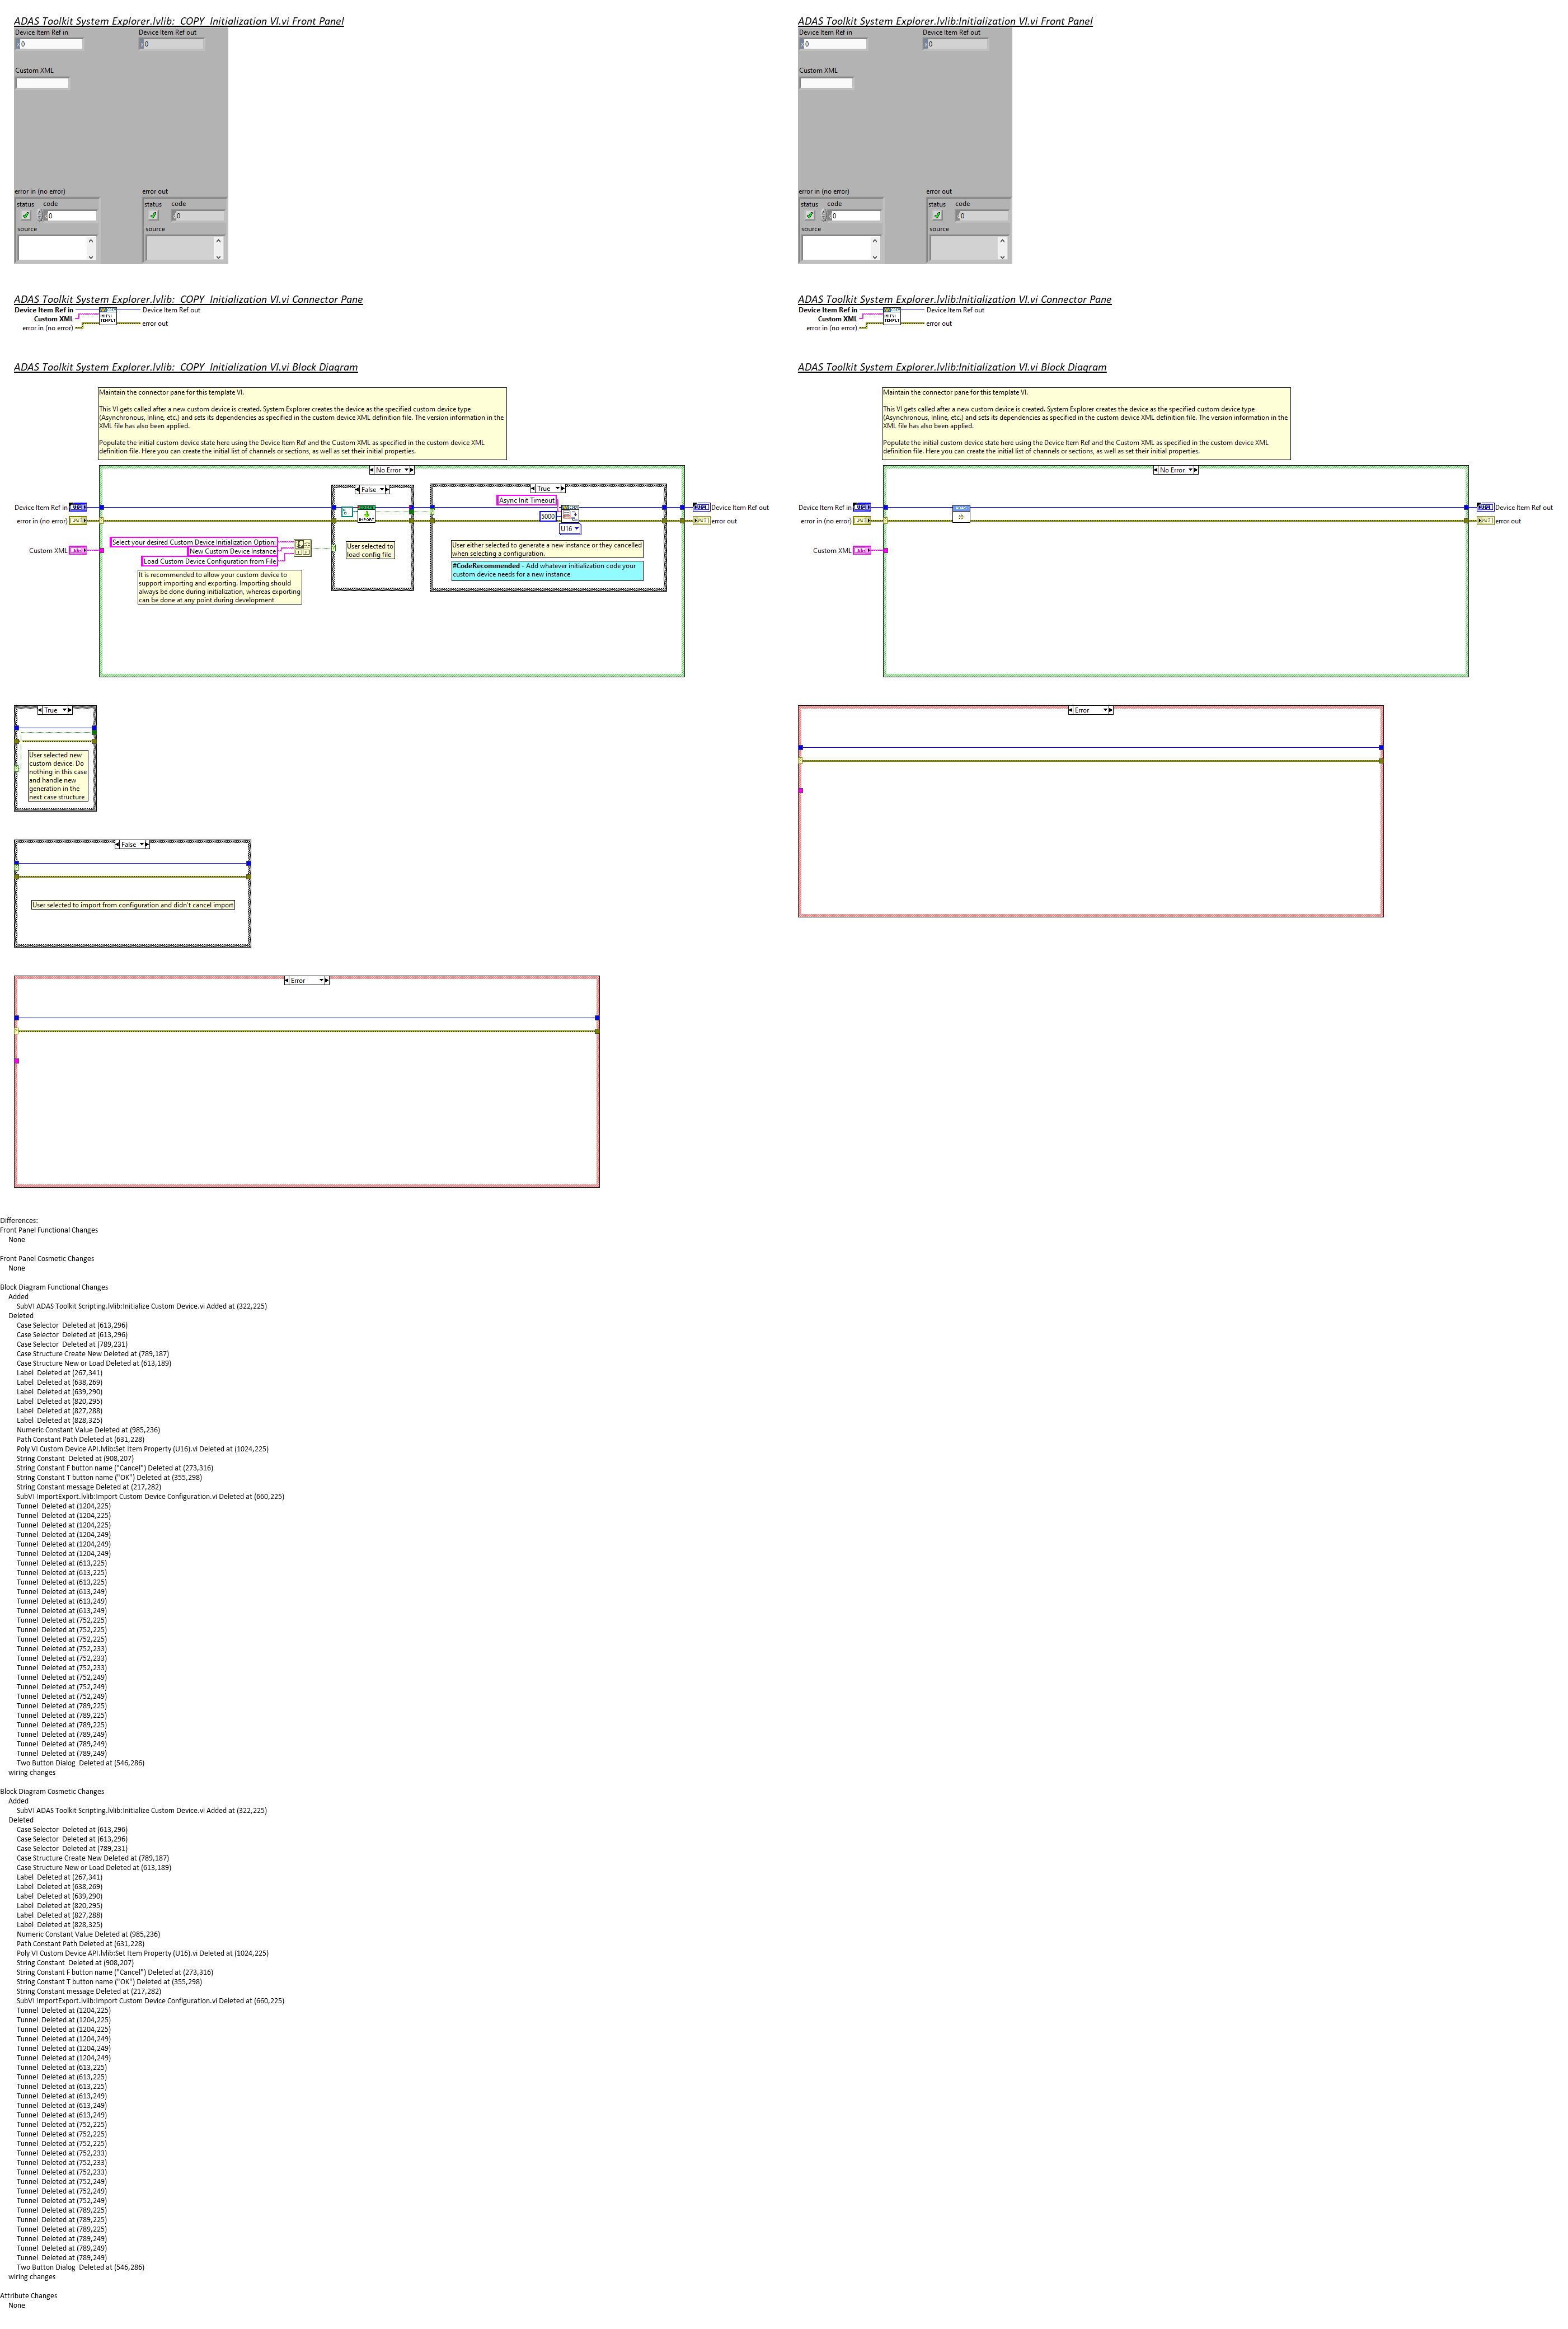 ADAS Toolkit System Explorer.lvlib:  COPY  Initialization VI.vi Front Panel
Device Item Ref in
Device Item Ref out
0
0
Custom XML
error in (no error)
error out
status code
status code
0
0
source
source
ADAS Toolkit System Explorer.lvlib:  COPY  Initialization VI.vi Connector Pane
Device Item Ref in
Device Item Ref out
Custom XML
error in (no error)
error out
ADAS Toolkit System Explorer.lvlib:  COPY  Initialization VI.vi Block Diagram
Maintain the connector pane for this template VI.
This VI gets called after a new custom device is created. System Explorer creates the device as the specified custom device type
(Asynchronous, Inline, etc.) and sets its dependencies as specified in the custom device XML definition file. The version information in the
XML file has also been applied.
Populate the initial custom device state here using the Device Item Ref and the Custom XML as specified in the custom device XML
definition file. Here you can create the initial list of channels or sections, as well as set their initial properties.
No Error
False
True
Async Init Timeout
Device Item Ref in
Device Item Ref out
5000
IMPORT
error in (no error)
error out
U16
Select your desired Custom Device Initialization Option:
New Custom Device Instance
Load Custom Device Configuration from File
Custom XML
User selected to
load config file
User either selected to generate a new instance or they cancelled
when selecting a configuration.
#CodeRecommended - Add whatever initialization code your
custom device needs for a new instance
It is recommended to allow your custom device to
support importing and exporting. Importing should
always be done during initialization, whereas exporting
can be done at any point during development
True
User selected new
custom device. Do
nothing in this case
and handle new
generation in the
next case structure
False
User selected to import from configuration and didn't cancel import
Error
ADAS Toolkit System Explorer.lvlib:Initialization VI.vi Front Panel
Device Item Ref in
Device Item Ref out
0
0
Custom XML
error in (no error)
error out
status code
status code
0
0
source
source
ADAS Toolkit System Explorer.lvlib:Initialization VI.vi Connector Pane
Device Item Ref in
Device Item Ref out
Custom XML
error in (no error)
error out
ADAS Toolkit System Explorer.lvlib:Initialization VI.vi Block Diagram
Maintain the connector pane for this template VI.
This VI gets called after a new custom device is created. System Explorer creates the device as the specified custom device type
(Asynchronous, Inline, etc.) and sets its dependencies as specified in the custom device XML definition file. The version information in the
XML file has also been applied.
Populate the initial custom device state here using the Device Item Ref and the Custom XML as specified in the custom device XML
definition file. Here you can create the initial list of channels or sections, as well as set their initial properties.
No Error
Device Item Ref in
Device Item Ref out
error in (no error)
error out
Custom XML
Error
Differences:
Front Panel Functional Changes
None
Front Panel Cosmetic Changes
None
Block Diagram Functional Changes
Added
SubVI ADAS Toolkit Scripting.lvlib:Initialize Custom Device.vi Added at (322,225)
Deleted
Case Selector  Deleted at (613,296)
Case Selector  Deleted at (613,296)
Case Selector  Deleted at (789,231)
Case Structure Create New Deleted at (789,187)
Case Structure New or Load Deleted at (613,189)
Label  Deleted at (267,341)
Label  Deleted at (638,269)
Label  Deleted at (639,290)
Label  Deleted at (820,295)
Label  Deleted at (827,288)
Label  Deleted at (828,325)
Numeric Constant Value Deleted at (985,236)
Path Constant Path Deleted at (631,228)
Poly VI Custom Device API.lvlib:Set Item Property (U16).vi Deleted at (1024,225)
String Constant  Deleted at (908,207)
String Constant F button name ("Cancel") Deleted at (273,316)
String Constant T button name ("OK") Deleted at (355,298)
String Constant message Deleted at (217,282)
SubVI ImportExport.lvlib:Import Custom Device Configuration.vi Deleted at (660,225)
Tunnel  Deleted at (1204,225)
Tunnel  Deleted at (1204,225)
Tunnel  Deleted at (1204,225)
Tunnel  Deleted at (1204,249)
Tunnel  Deleted at (1204,249)
Tunnel  Deleted at (1204,249)
Tunnel  Deleted at (613,225)
Tunnel  Deleted at (613,225)
Tunnel  Deleted at (613,225)
Tunnel  Deleted at (613,249)
Tunnel  Deleted at (613,249)
Tunnel  Deleted at (613,249)
Tunnel  Deleted at (752,225)
Tunnel  Deleted at (752,225)
Tunnel  Deleted at (752,225)
Tunnel  Deleted at (752,233)
Tunnel  Deleted at (752,233)
Tunnel  Deleted at (752,233)
Tunnel  Deleted at (752,249)
Tunnel  Deleted at (752,249)
Tunnel  Deleted at (752,249)
Tunnel  Deleted at (789,225)
Tunnel  Deleted at (789,225)
Tunnel  Deleted at (789,225)
Tunnel  Deleted at (789,249)
Tunnel  Deleted at (789,249)
Tunnel  Deleted at (789,249)
Two Button Dialog  Deleted at (546,286)
wiring changes
Block Diagram Cosmetic Changes
Added
SubVI ADAS Toolkit Scripting.lvlib:Initialize Custom Device.vi Added at (322,225)
Deleted
Case Selector  Deleted at (613,296)
Case Selector  Deleted at (613,296)
Case Selector  Deleted at (789,231)
Case Structure Create New Deleted at (789,187)
Case Structure New or Load Deleted at (613,189)
Label  Deleted at (267,341)
Label  Deleted at (638,269)
Label  Deleted at (639,290)
Label  Deleted at (820,295)
Label  Deleted at (827,288)
Label  Deleted at (828,325)
Numeric Constant Value Deleted at (985,236)
Path Constant Path Deleted at (631,228)
Poly VI Custom Device API.lvlib:Set Item Property (U16).vi Deleted at (1024,225)
String Constant  Deleted at (908,207)
String Constant F button name ("Cancel") Deleted at (273,316)
String Constant T button name ("OK") Deleted at (355,298)
String Constant message Deleted at (217,282)
SubVI ImportExport.lvlib:Import Custom Device Configuration.vi Deleted at (660,225)
Tunnel  Deleted at (1204,225)
Tunnel  Deleted at (1204,225)
Tunnel  Deleted at (1204,225)
Tunnel  Deleted at (1204,249)
Tunnel  Deleted at (1204,249)
Tunnel  Deleted at (1204,249)
Tunnel  Deleted at (613,225)
Tunnel  Deleted at (613,225)
Tunnel  Deleted at (613,225)
Tunnel  Deleted at (613,249)
Tunnel  Deleted at (613,249)
Tunnel  Deleted at (613,249)
Tunnel  Deleted at (752,225)
Tunnel  Deleted at (752,225)
Tunnel  Deleted at (752,225)
Tunnel  Deleted at (752,233)
Tunnel  Deleted at (752,233)
Tunnel  Deleted at (752,233)
Tunnel  Deleted at (752,249)
Tunnel  Deleted at (752,249)
Tunnel  Deleted at (752,249)
Tunnel  Deleted at (789,225)
Tunnel  Deleted at (789,225)
Tunnel  Deleted at (789,225)
Tunnel  Deleted at (789,249)
Tunnel  Deleted at (789,249)
Tunnel  Deleted at (789,249)
Two Button Dialog  Deleted at (546,286)
wiring changes
Attribute Changes
None